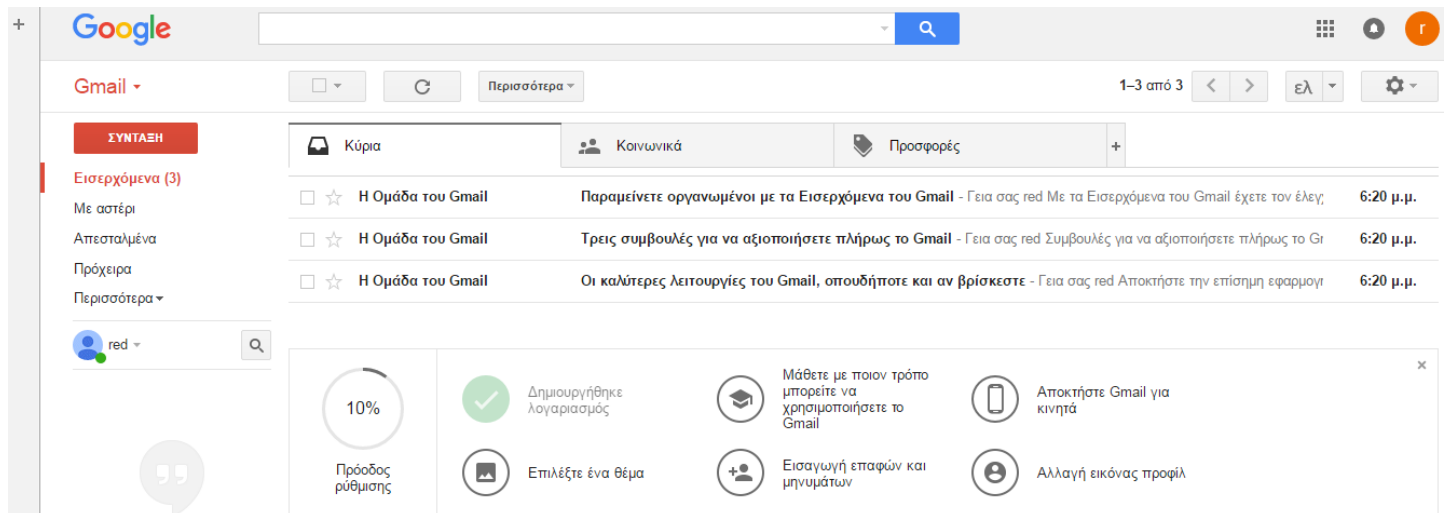 +
Google
r
Gmail
Περισσότερα
1–3 από 3
ελ
ΣΥΝΤΑΞΗ
Κύρια
Κοινωνικά
Προσφορές
+
Εισερχόμενα (3)
Με αστέρι
Απεσταλμένα
Πρόχειρα
Περισσότερα
Η Ομάδα του Gmail Παραμείνετε οργανωμένοι με τα Εισερχόμενα του Gmail - Γεια σας red Με τα Εισερχόμενα του Gmail έχετε τον έλεγ 6:20 μ.μ.
Η Ομάδα του Gmail Τρεις συμβουλές για να αξιοποιήσετε πλήρως το Gmail - Γεια σας red Συμβουλές για να αξιοποιήσετε πλήρως το Gr 6:20 μ.μ.
Η Ομάδα του Gmail Οι καλύτερες λειτουργίες του Gmail, οπουδήποτε και αν βρίσκεστε - Γεια σας red Αποκτήστε την επίσημη εφαρμογ 6:20 μ.μ.
red
10%
Πρόοδος
ρύθμισης
Δημιουργήθηκε
λογαριασμός
Μάθετε με ποιον τρόπο
μπορείτε να
χρησιμοποιήσετε το
Gmail
Αποκτήστε Gmail για
κινητά
Επιλέξτε ένα θέμα
Εισαγωγή επαφών και
μηνυμάτων
Αλλαγή εικόνας προφίλ